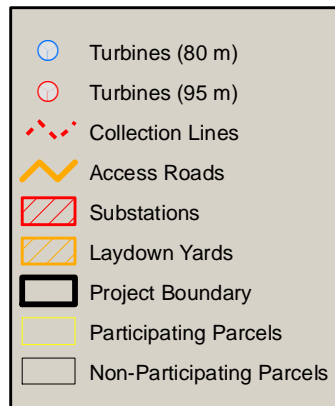 Turbines (80 m)
Turbines (95 m)
Collection Lines
Access Roads
Substations
Laydown Yards
Project Boundary
Participating Parcels
Non-Participating Parcels